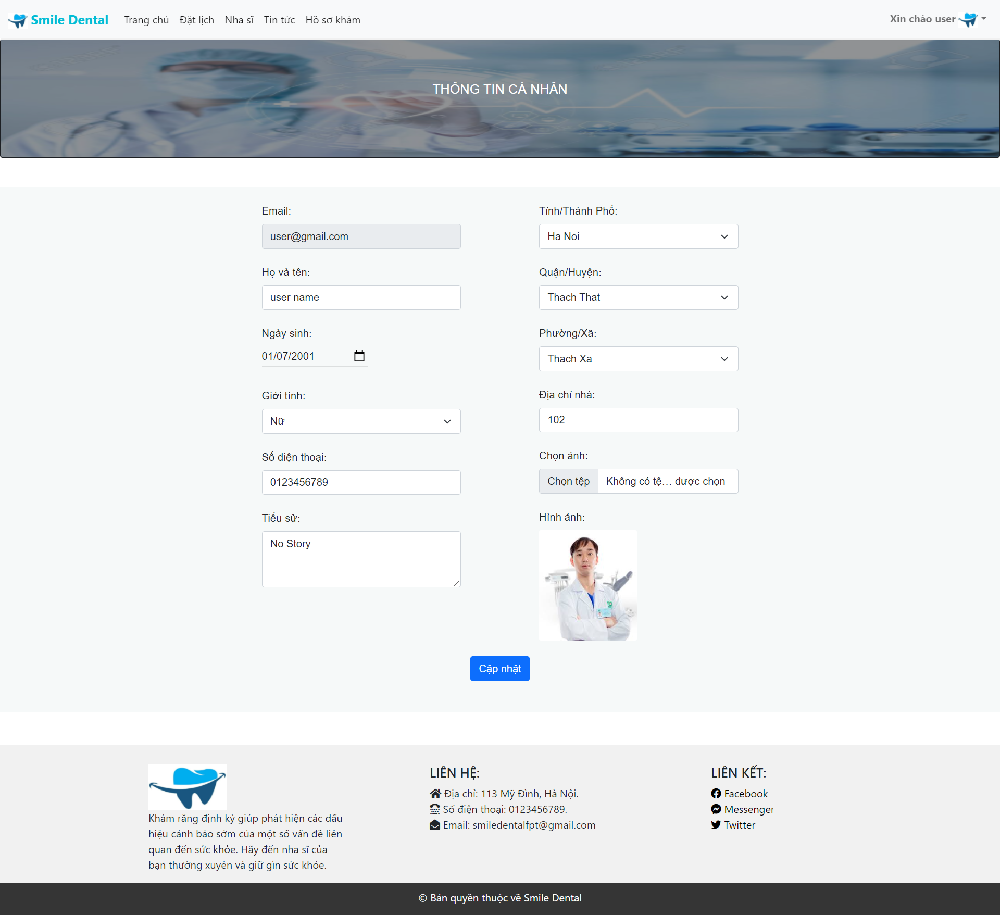 Smile Dental
Trang chủ
Đặt lịch
Nha sĩ
Tin tức
Hồ sơ khám
Xin chào user
THÔNG TIN CÁ NHÂN
Email:
user@gmail.com
Họ và tên:
user name
Ngày sinh:
01/07/2001
Giới tính:
Nữ
Số điện thoại:
0123456789
Tiểu sử:
No Story
Tỉnh/Thành Phố:
Ha Noi
Quận/Huyện:
Thach That
Phường/Xã:
Thach Xa
Địa chỉ nhà:
102
Chọn ảnh:
Chọn tệp Không có tệ... được chọn
Hình ảnh:
Cập nhật
Khám răng định kỳ giúp phát hiện các dấu
hiệu cảnh báo sớm của một số vấn đề liên
quan đến sức khỏe. Hãy đến nha sĩ của
bạn thường xuyên và giữ gìn sức khỏe.
LIÊN HỆ:
Địa chỉ: 113 Mỹ Đình, Hà Nội.
Số điện thoại: 0123456789.
Email: smiledentalfpt@gmail.com
LIÊN KẾT:
Facebook
Messenger
Twitter
© Bản quyền thuộc về Smile Dental